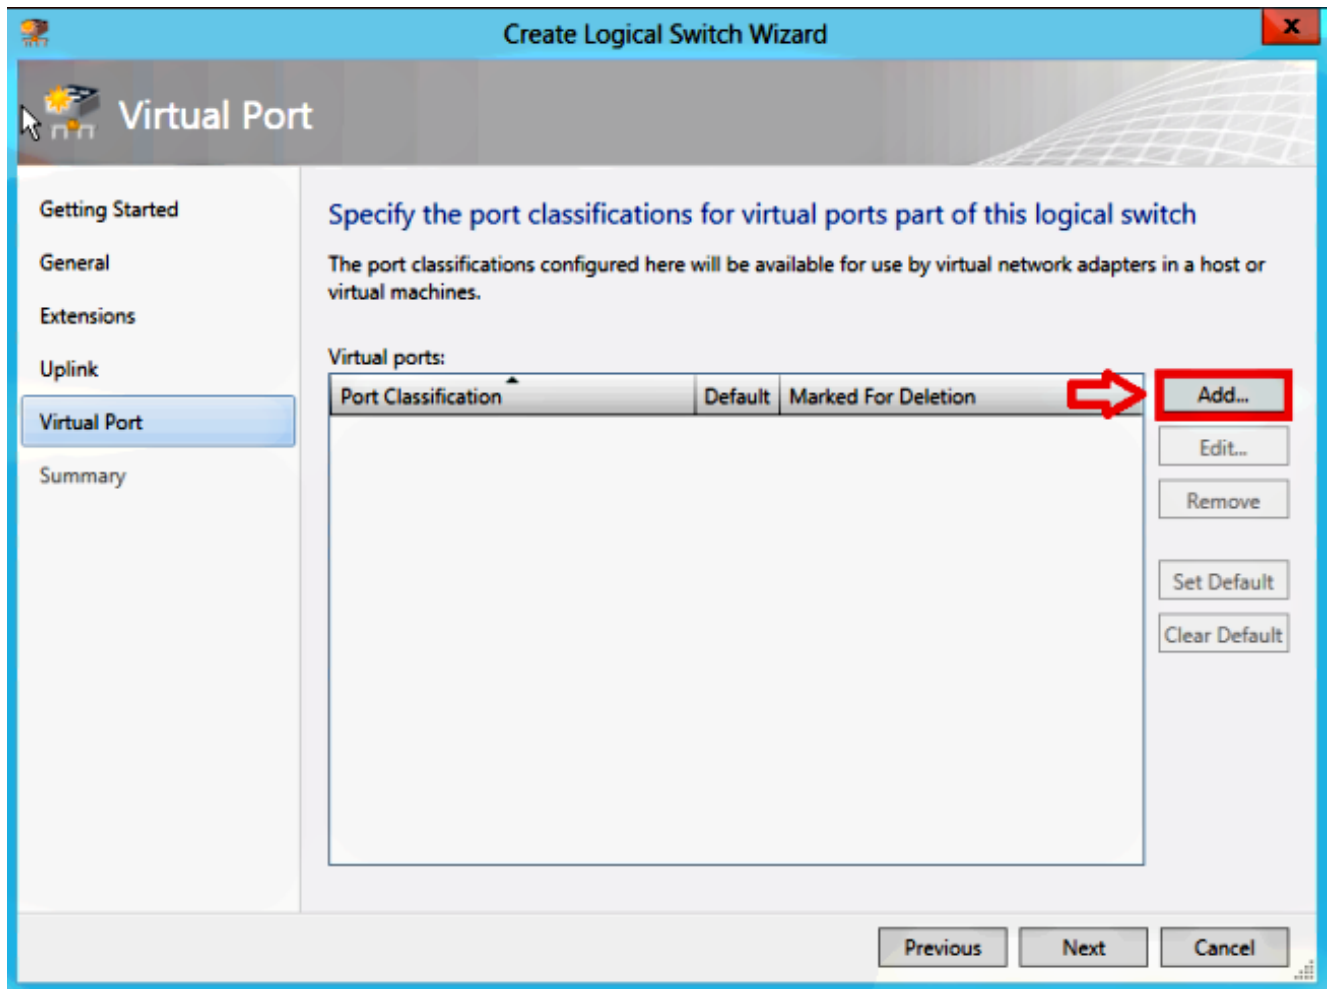 Create Logical Switch Wizard
x
Virtual Port
Getting Started
General
Extensions
Uplink
Virtual Port
Summary
Specify the port classifications for virtual ports part of this logical switch
The port classifications configured here will be available for use by virtual network adapters in a host or
virtual machines.
Virtual ports:
Port Classification Default Marked For Deletion
Add...
Edit...
Remove
Set Default
Clear Default
Previous Next Cancel